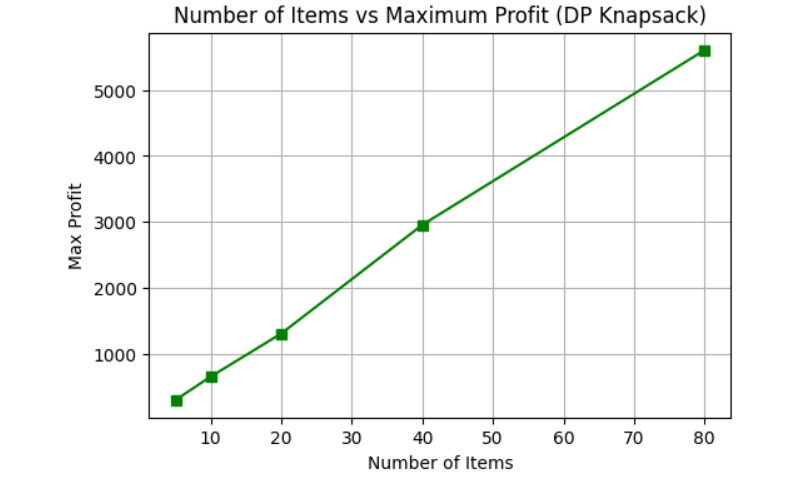 Number of Items vs Maximum Profit (DP Knapsack)
Max Profit
5000
4000
3000
2000
1000
10 20 30 40 50 60 70 80
Number of Items